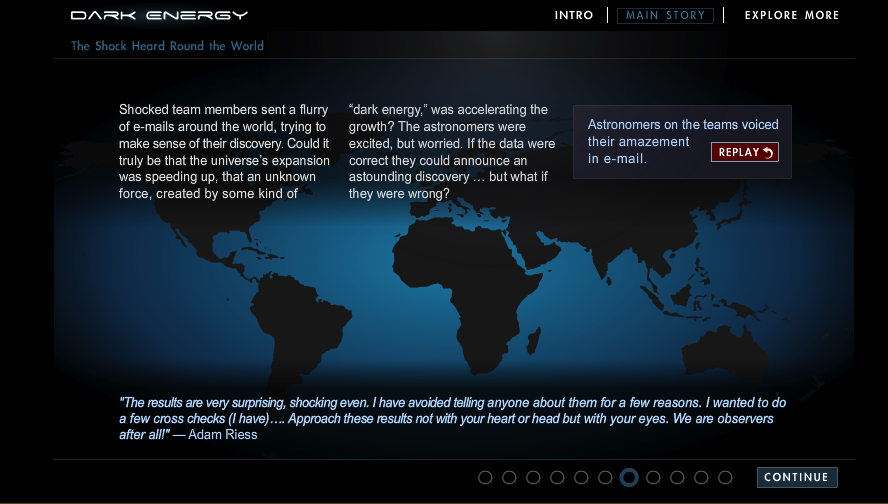 DARK ENERGY
INTRO
MAIN STORY
EXPLORE MORE
The Shock Heard Round the World
Shocked team members sent a flurry
of e-mails around the world, trying to
make sense of their discovery. Could it
truly be that the universe's expansion
was speeding up, that an unknown
force, created by some kind of
“dark energy,” was accelerating the
growth? The astronomers were
excited, but worried. If the data were
correct they could announce an
astounding discovery … but what if
they were wrong?
Astronomers on the teams voiced
their amazement
in e-mail.
REPLAY
"The results are very surprising, shocking even. I have avoided telling anyone about them for a few reasons. I wanted to do
a few cross checks (I have)…. Approach these results not with your heart or head but with your eyes. We are observers
after all!" — Adam Riess
CONTINUE